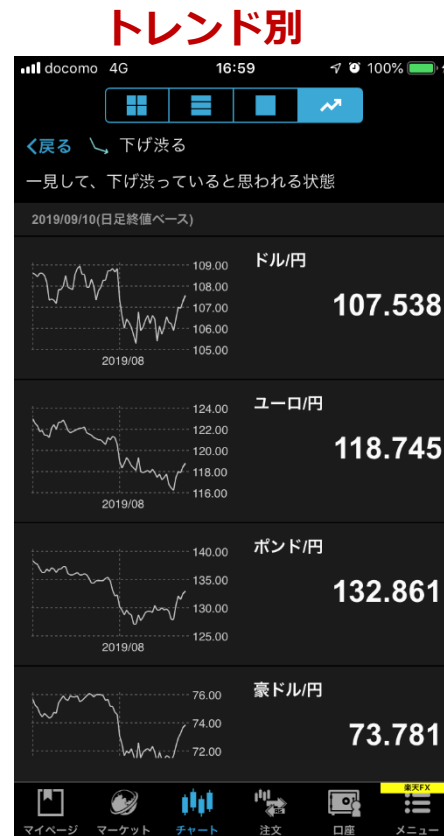 トレンド別
docomo 4G 16:59 100%
戻る 下げ渋る
一見して、下げ渋っていると思われる状態
2019/09/10(日足終値ベース)
ドル/円
109.00
108.00
107.00
106.00
105.00
107.538
2019/08
ユーロ/円
124.00
122.00
120.00
118.00
116.00
118.745
2019/08
ポンド/円
140.00
135.00
130.00
125.00
132.861
2019/08
豪ドル/円
76.00
74.00
72.00
73.781
楽天FX
マイページ マーケット チャート 注文 口座 メニュー